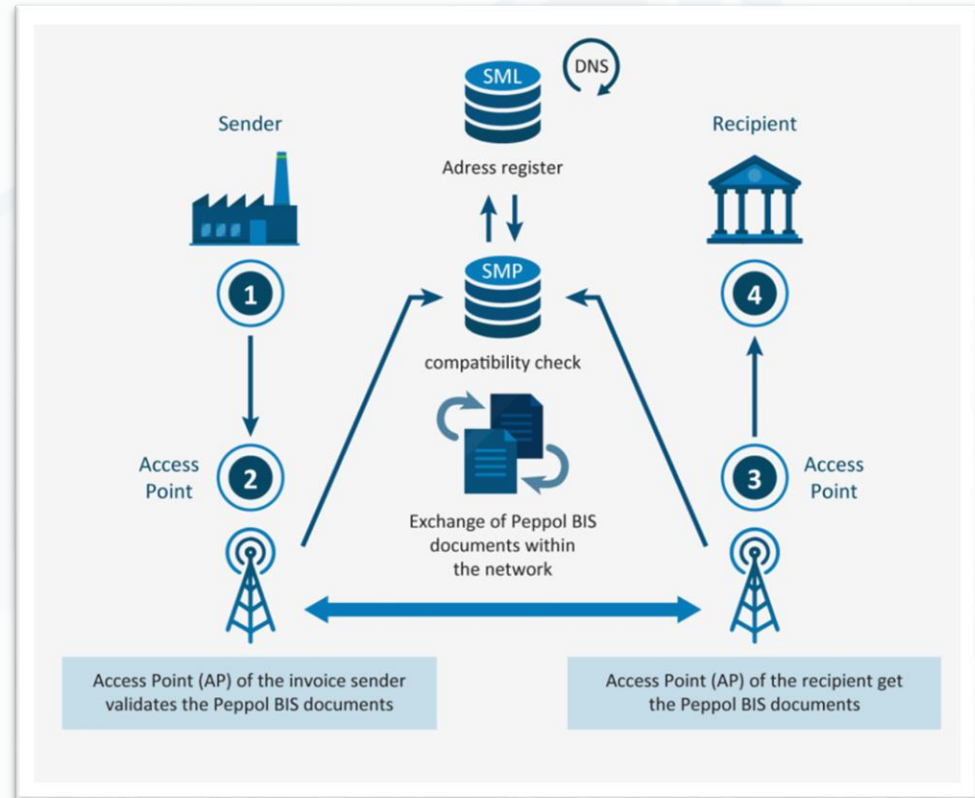 SML
DNS
Sender
Recipient
Adress register
SMP
1
4
compatibility check
Access
Point
2
3
Access
Point
Exchange of Peppol BIS
documents within
the network
Access Point (AP) of the invoice sender
validates the Peppol BIS documents
Access Point (AP) of the recipient get
the Peppol BIS documents